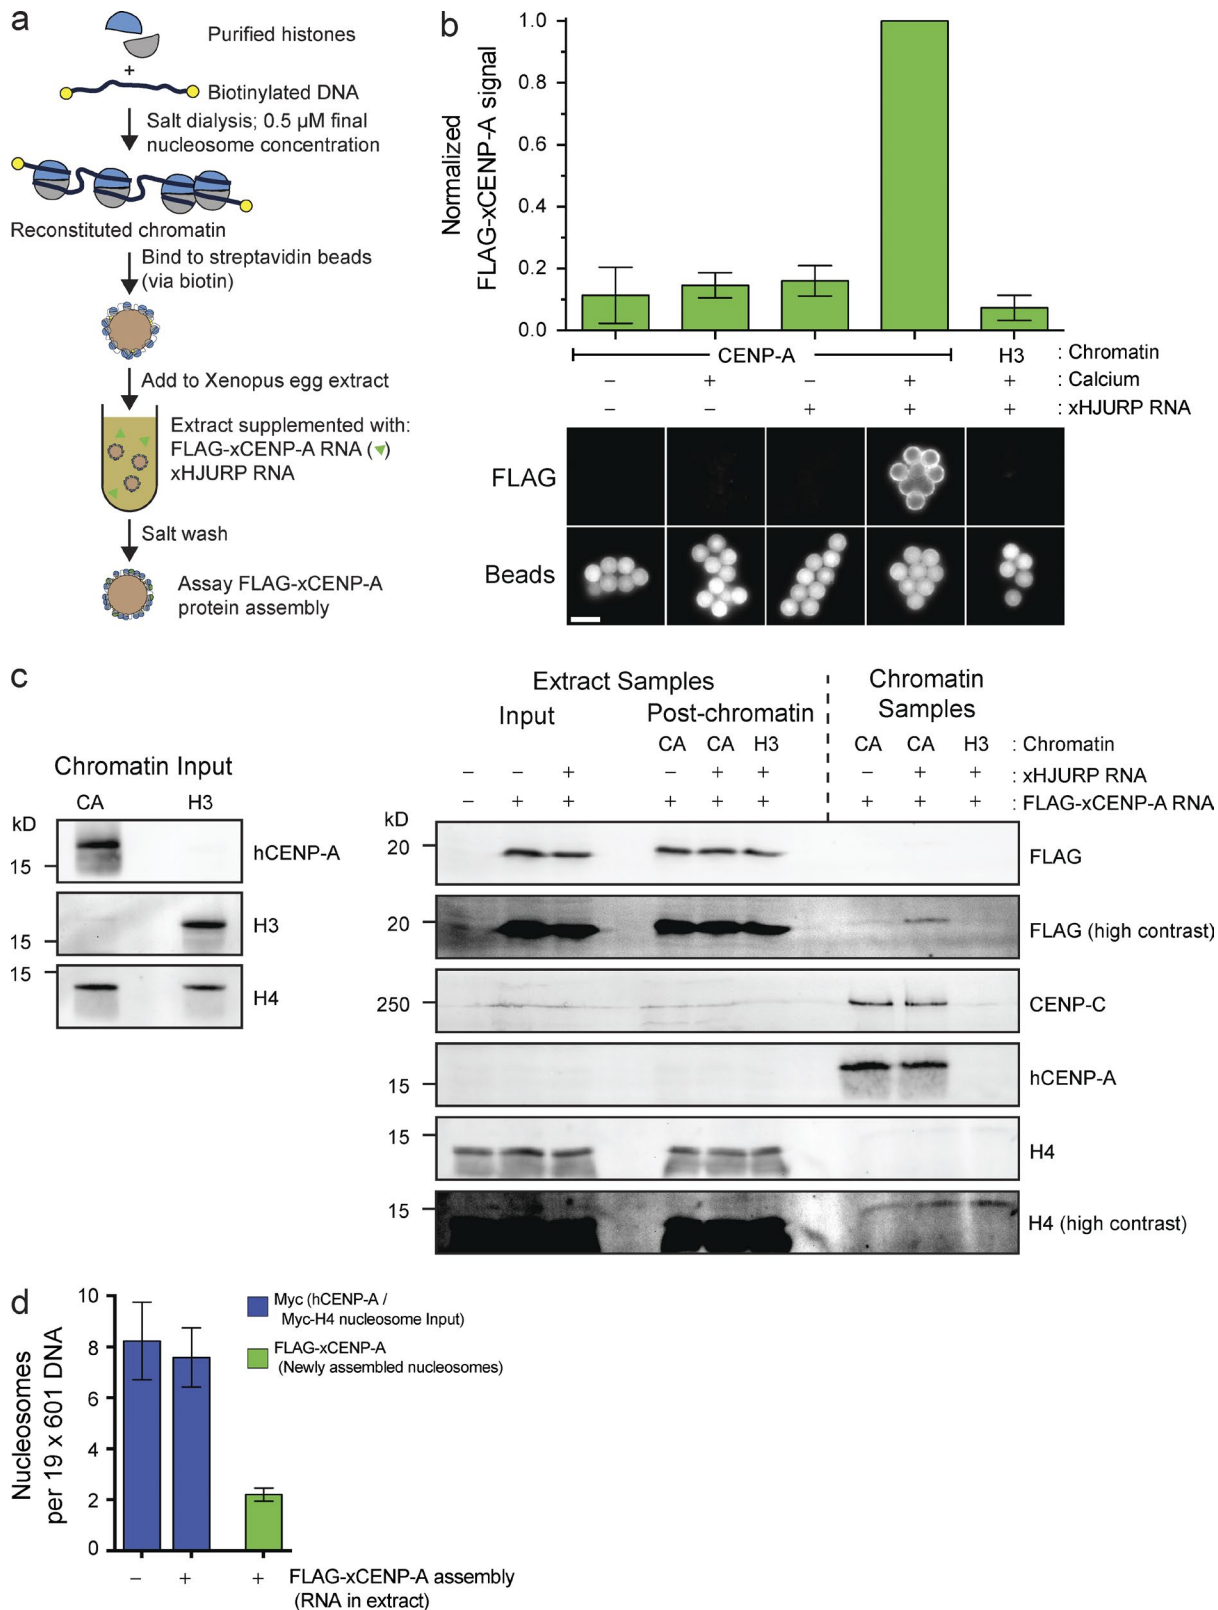 a
Purified histones
+
Biotinylated DNA
Salt dialysis; 0.5 µM final
nucleosome concentration
Reconstituted chromatin
Bind to streptavidin beads
(via biotin)
Add to Xenopus egg extract
Extract supplemented with:
FLAG-xCENP-A RNA ( )
xHJURP RNA
Salt wash
Assay FLAG-xCENP-A
protein assembly
b
Normalized
FLAG-xCENP-A signal
1.0
0.8
0.6
0.4
0.2
0.0
CENP-A H3 : Chromatin
– + – + + : Calcium
– – + + + : xHJURP RNA
FLAG
Beads
c
Chromatin Input
CA H3
kD
15
hCENP-A
15
H3
15
H4
Extract Samples
Chromatin
Samples
Input
Post-chromatin
CA CA H3 CA CA H3 : Chromatin
– – + – + + – + + : xHJURP RNA
– + + + + + + + + : FLAG-xCENP-A RNA
kD
20 FLAG
20 FLAG (high contrast)
250 CENP-C
15 hCENP-A
15 H4
15 H4 (high contrast)
d
Nucleosomes
per 19 x 601 DNA
10
8
6
4
2
0
Myc (hCENP-A /
Myc-H4 nucleosome Input)
FLAG-xCENP-A
(Newly assembled nucleosomes)
– + + FLAG-xCENP-A assembly
(RNA in extract)